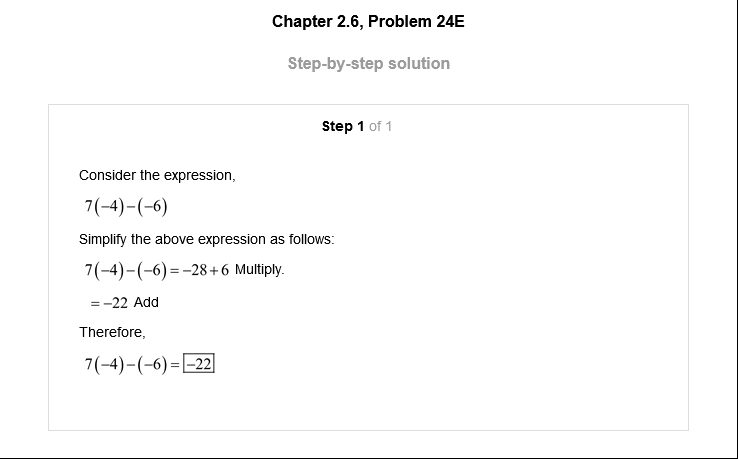 Chapter 2.6, Problem 24E
Step-by-step solution
Step 1 of 1
Consider the expression,
7(−4)−(−6)
Simplify the above expression as follows:
7(−4)−(−6)=−28+6 Multiply.
=−22 Add
Therefore,
7(−4)−(−6)=−22